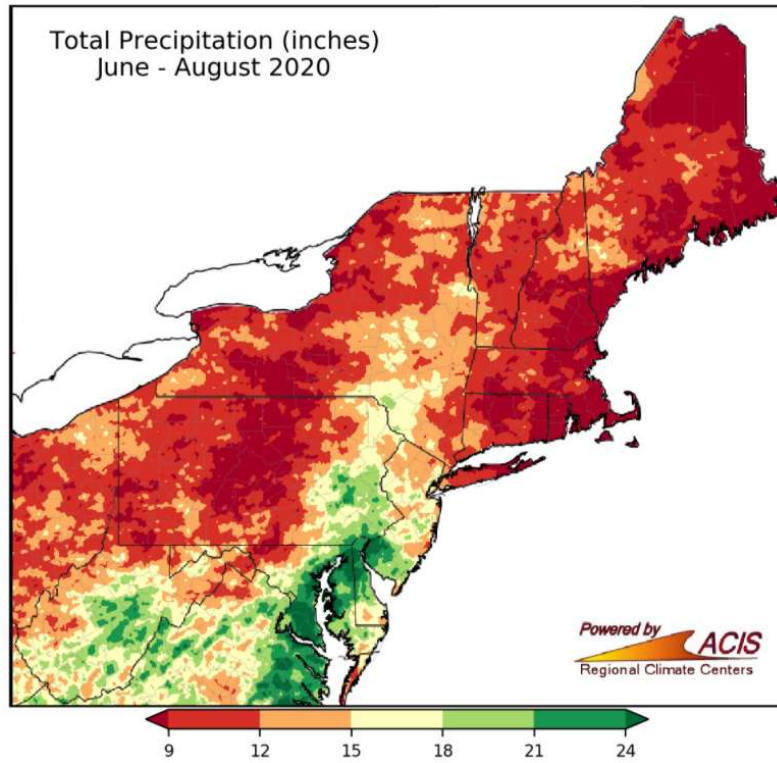 Total Precipitation (inches)
June - August 2020
Powered by
ACIS
Regional Climate Centers
9 12 15 18 21 24